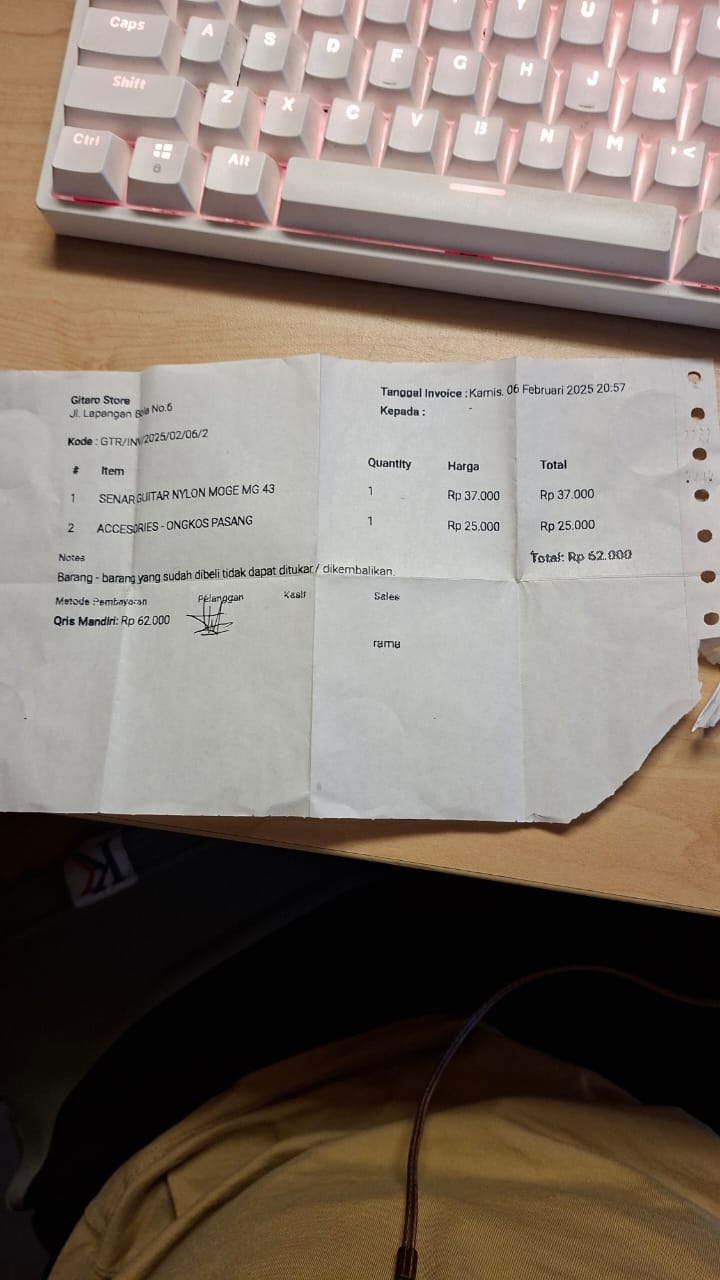 Y U I
Caps A S D F G H J K
Shift Z X C V B N M <
Ctrl Alt
Gitaro Store
Jl. Lapangan Bola No.6
Kode : GTR/INV/2025/02/06/2
Tanggal Invoice : Kamis, 06 Februari 2025 20:57
Kepada : -
# Item Quantity Harga Total
1 SENAR GUITAR NYLON MOGE MG 43 1 Rp 37.000 Rp 37.000
2 ACCESORIES - ONGKOS PASANG 1 Rp 25.000 Rp 25.000
Total: Rp 62.000
Notes
Barang - barang yang sudah dibeli tidak dapat ditukar / dikembalikan.
Metode Pembayaran Pelanggan Kasir Sales
Qris Mandiri: Rp 62.000
rama
K